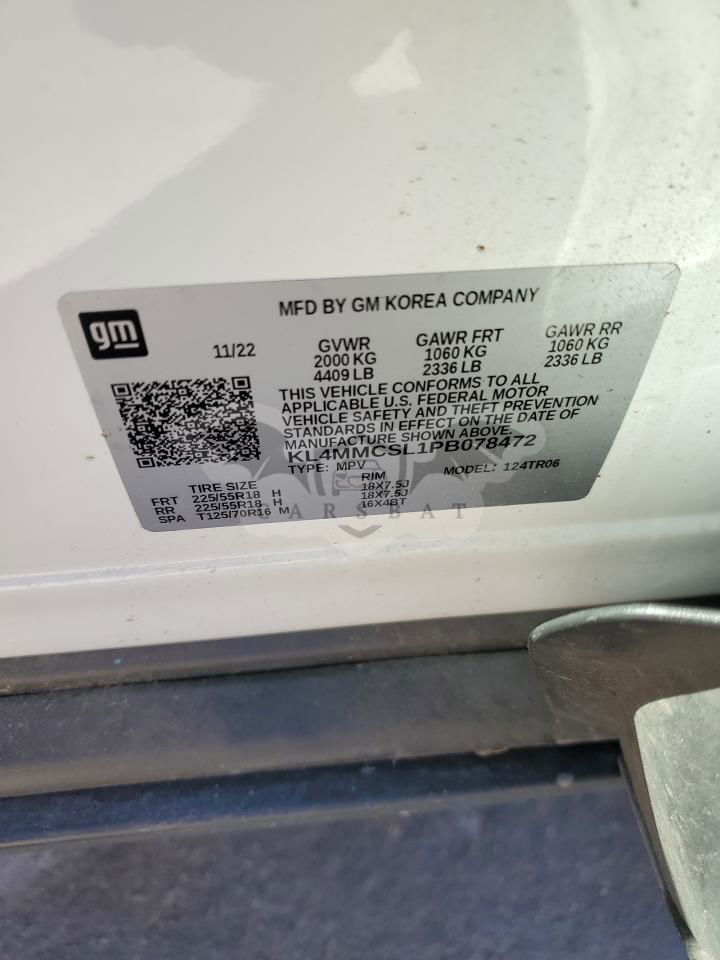 gm
MFD BY GM KOREA COMPANY
11/22
GVWR GAWR FRT GAWR RR
2000 KG 1060 KG 1060 KG
4409 LB 2336 LB 2336 LB
THIS VEHICLE CONFORMS TO ALL
APPLICABLE U.S. FEDERAL MOTOR
VEHICLE SAFETY AND THEFT PREVENTION
STANDARDS IN EFFECT ON THE DATE OF
MANUFACTURE SHOWN ABOVE.
KL4MMCSL1PB078472
TYPE: MPV MODEL: 124TR06
TIRE SIZE RIM
FRT 225/55R18 H 18X7.5J
RR 225/55R18 H 18X7.5J
SPA T125/70R16 M 16X4BT
CARSBAT